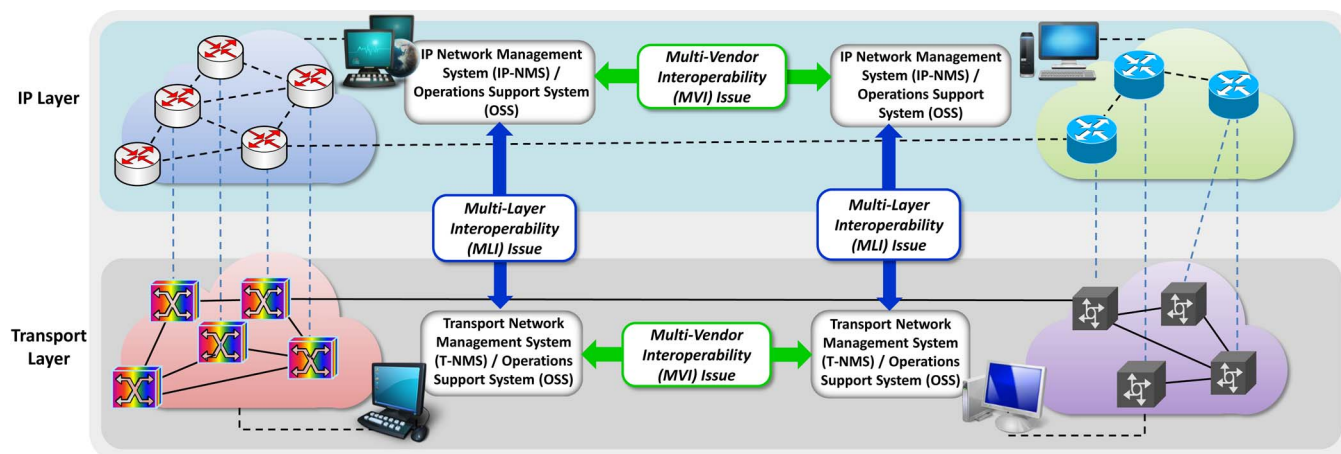 IP Layer
IP Network Management
System (IP-NMS) /
Operations Support System
(OSS)
Multi-Vendor
Interoperability
(MVI) Issue
IP Network Management
System (IP-NMS) /
Operations Support
System (OSS)
Multi-Layer
Interoperability
(MLI) Issue
Multi-Layer
Interoperability
(MLI) Issue
Transport
Layer
Transport Network
Management System
(T-NMS) / Operations
Support System (OSS)
Multi-Vendor
Interoperability
(MVI) Issue
Transport Network
Management System
(T-NMS) / Operations
Support System (OSS)